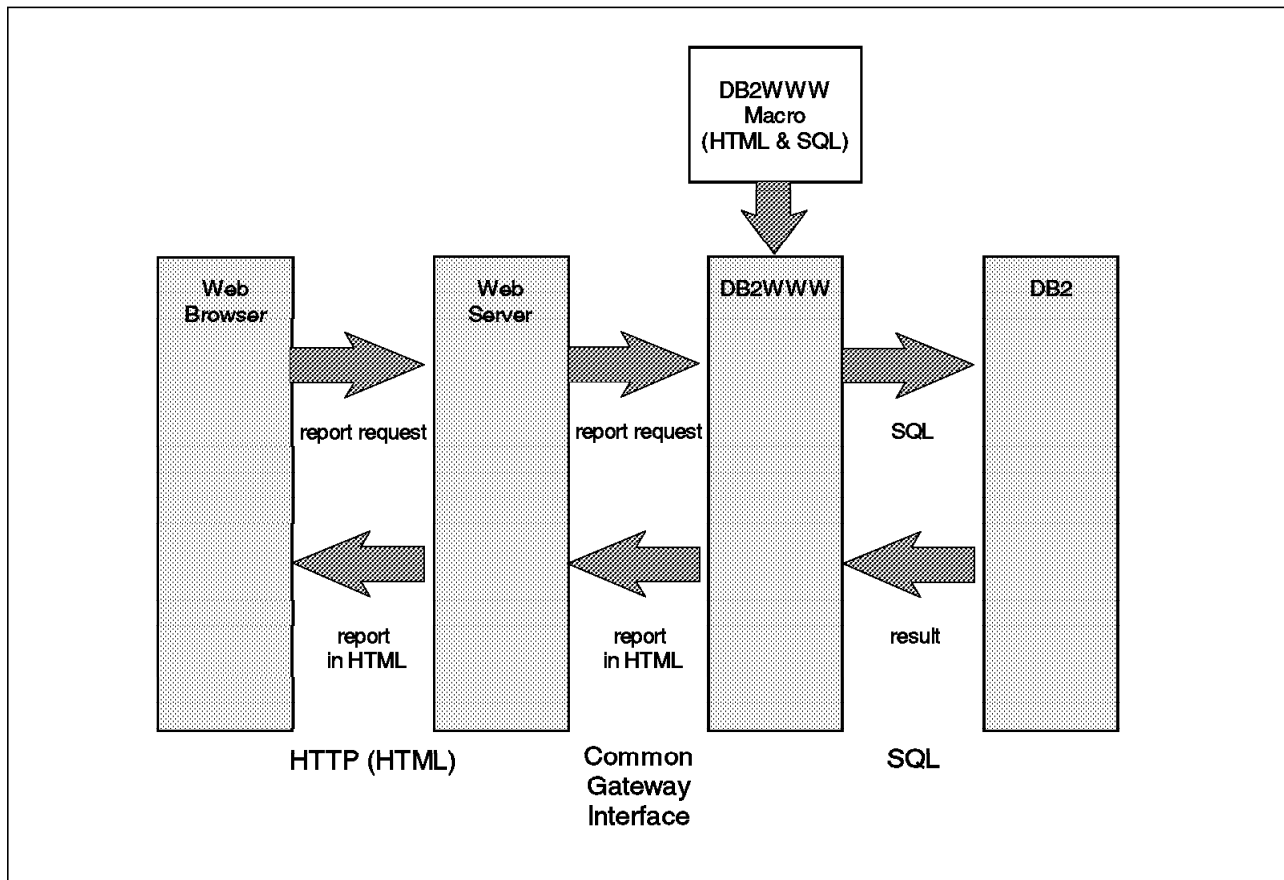 DB2WWW
Macro
(HTML & SQL)
Web
Browser
Web
Server
DB2WWW
DB2
report request
report request
SQL
report
in HTML
report
in HTML
result
HTTP (HTML)
Common
Gateway
Interface
SQL